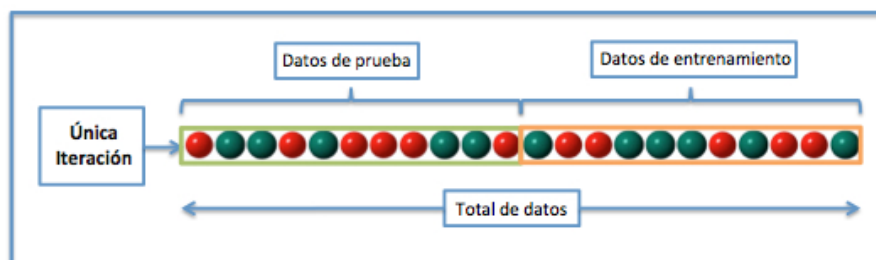 Datos de prueba
Datos de entrenamiento
Única
Iteración
Total de datos